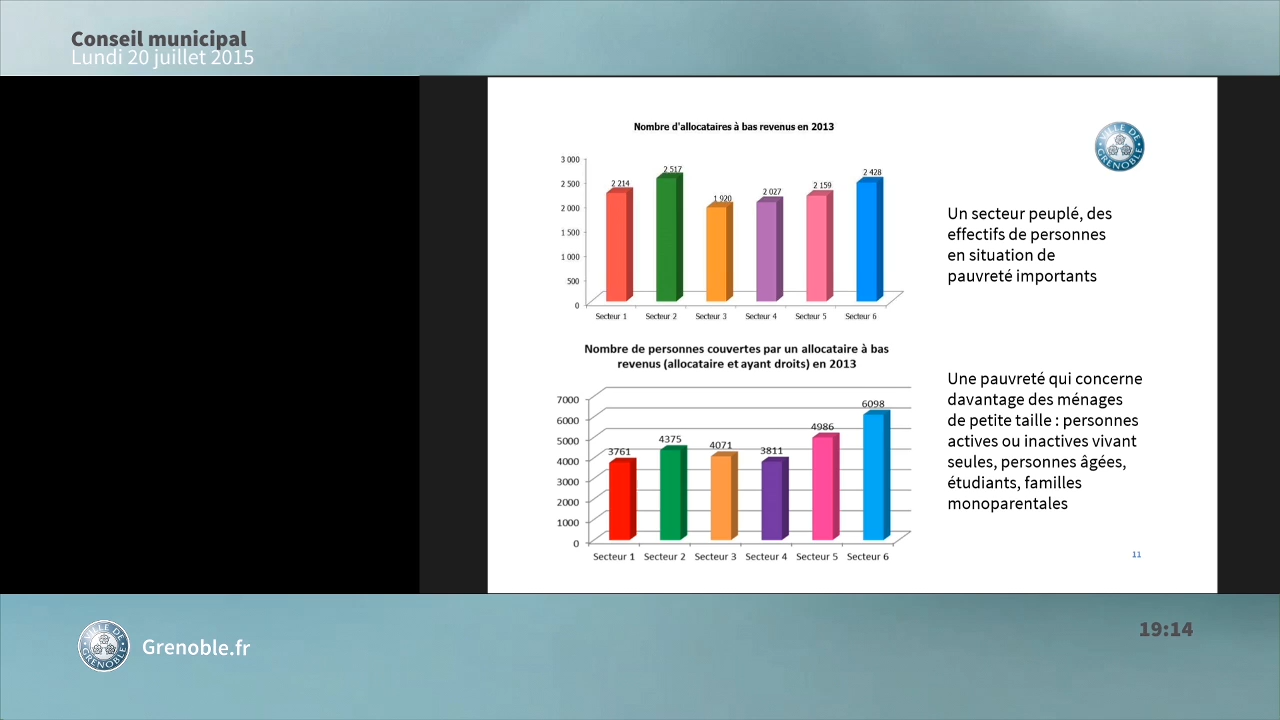 Conseil municipal
Lundi 20 juillet 2015
Nombre d'allocataires à bas revenus en 2013
3 000
2 500
2 000
1 500
1 000
500
0
2 214
2 517
1 920
2 027
2 159
2 428
Secteur 1
Secteur 2
Secteur 3
Secteur 4
Secteur 5
Secteur 6
VILLE DE
GRENOBLE
Un secteur peuplé, des
effectifs de personnes
en situation de
pauvreté importants
Nombre de personnes couvertes par un allocataire à bas
revenus (allocataire et ayant droits) en 2013
7000
6000
5000
4000
3000
2000
1000
0
3761
4375
4071
3811
4986
6098
Secteur 1
Secteur 2
Secteur 3
Secteur 4
Secteur 5
Secteur 6
Une pauvreté qui concerne
davantage des ménages
de petite taille : personnes
actives ou inactives vivant
seules, personnes âgées,
étudiants, familles
monoparentales
11
VILLE DE
GRENOBLE
Grenoble.fr
19:14